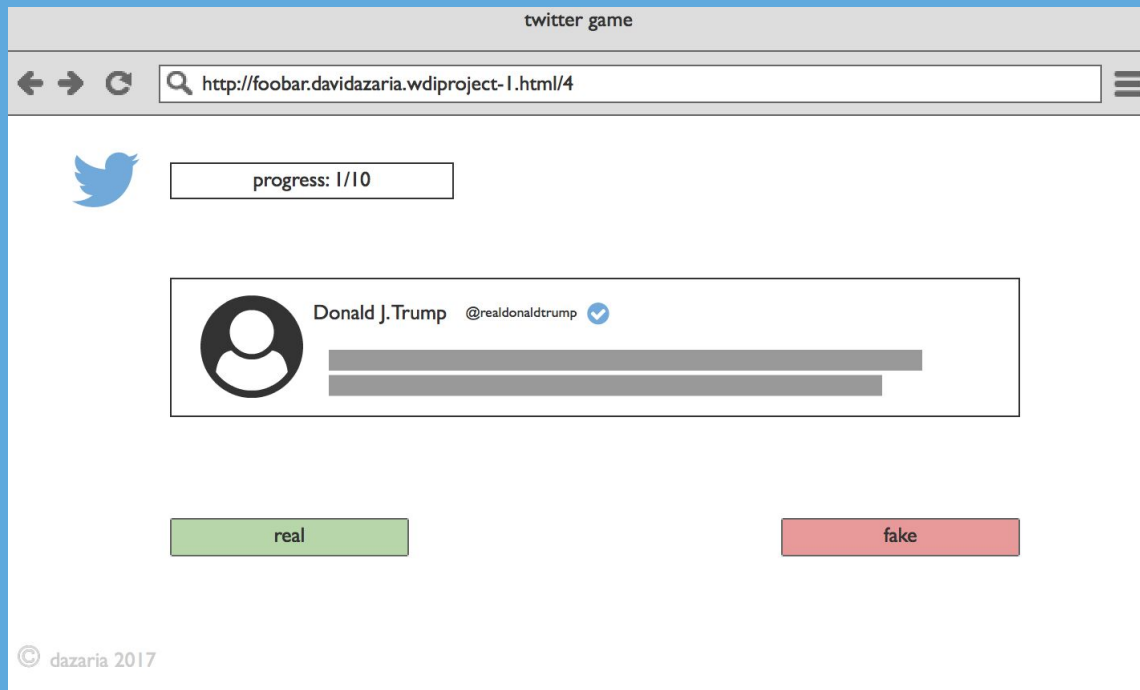 twitter game
http://foobar.davidazaria.wdiproject-1.html/4
progress: 1/10
Donald J. Trump @realdonaldtrump
real fake
© dazaria 2017